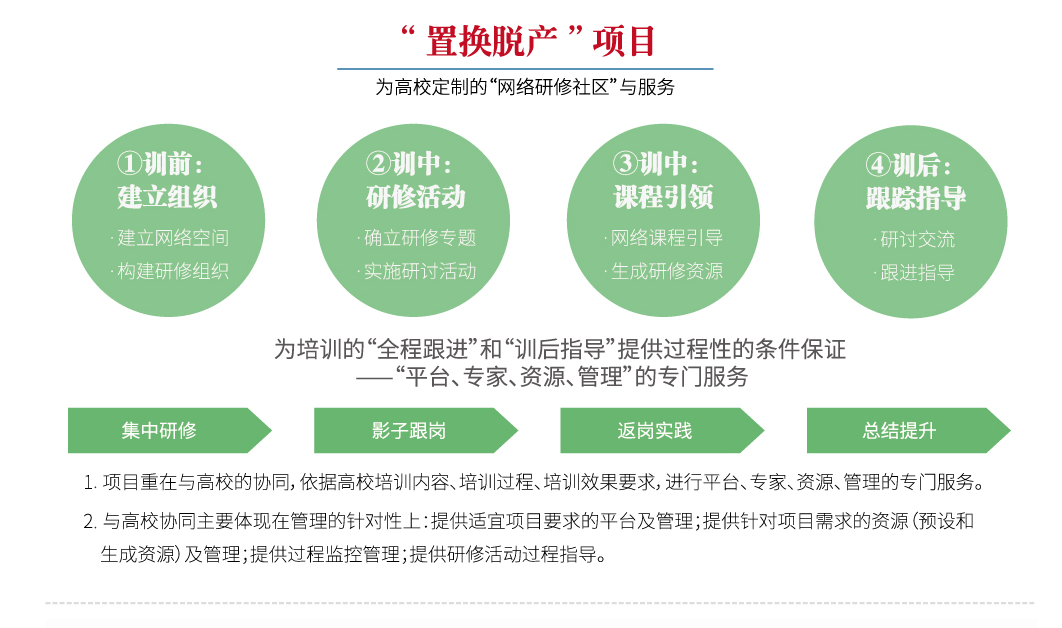 “置换脱产”项目
为高校定制的“网络研修社区”与服务
①训前：
建立组织
·建立网络空间
·构建研修组织
②训中：
研修活动
·确立研修专题
·实施研讨活动
③训中：
课程引领
·网络课程引导
·生成研修资源
④训后：
跟踪指导
·研讨交流
·跟进指导
为培训的“全程跟进”和“训后指导”提供过程性的条件保证
——“平台、专家、资源、管理”的专门服务
集中研修
影子跟岗
返岗实践
总结提升
1. 项目重在与高校的协同，依据高校培训内容、培训过程、培训效果要求，进行平台、专家、资源、管理的专门服务。
2. 与高校协同主要体现在管理的针对性上：提供适宜项目要求的平台及管理；提供针对项目需求的资源（预设和
生成资源）及管理；提供过程监控管理；提供研修活动过程指导。